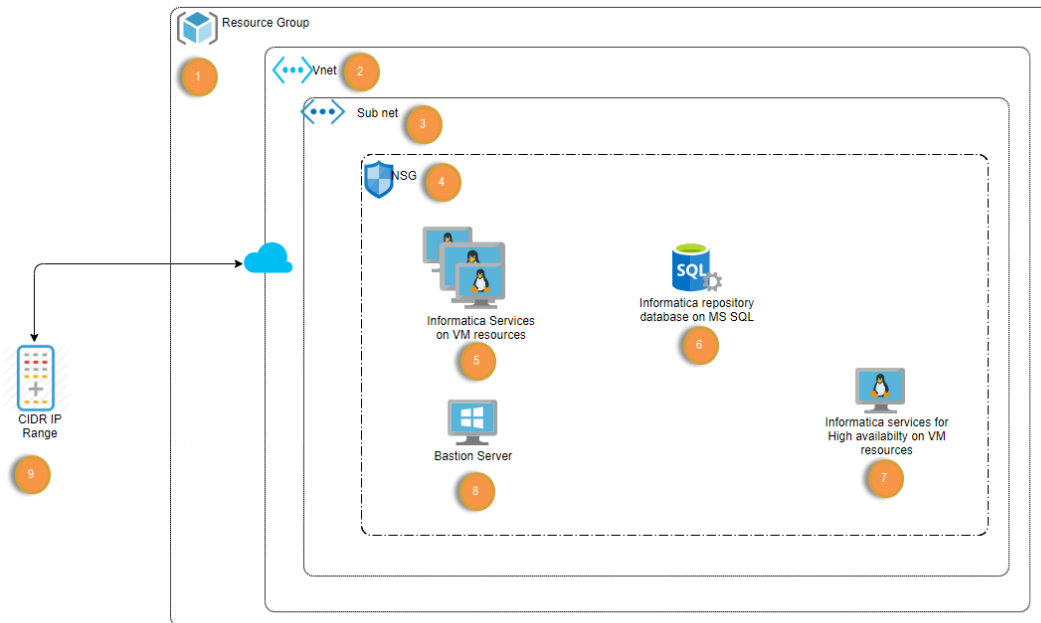 Resource Group
1
Vnet
2
Sub net
3
NSG
4
SQL
Informatica Services
on VM resources
5
Informatica repository
database on MS SQL
6
Informatica services for
High availabilty on VM
resources
7
Bastion Server
8
CIDR IP
Range
9